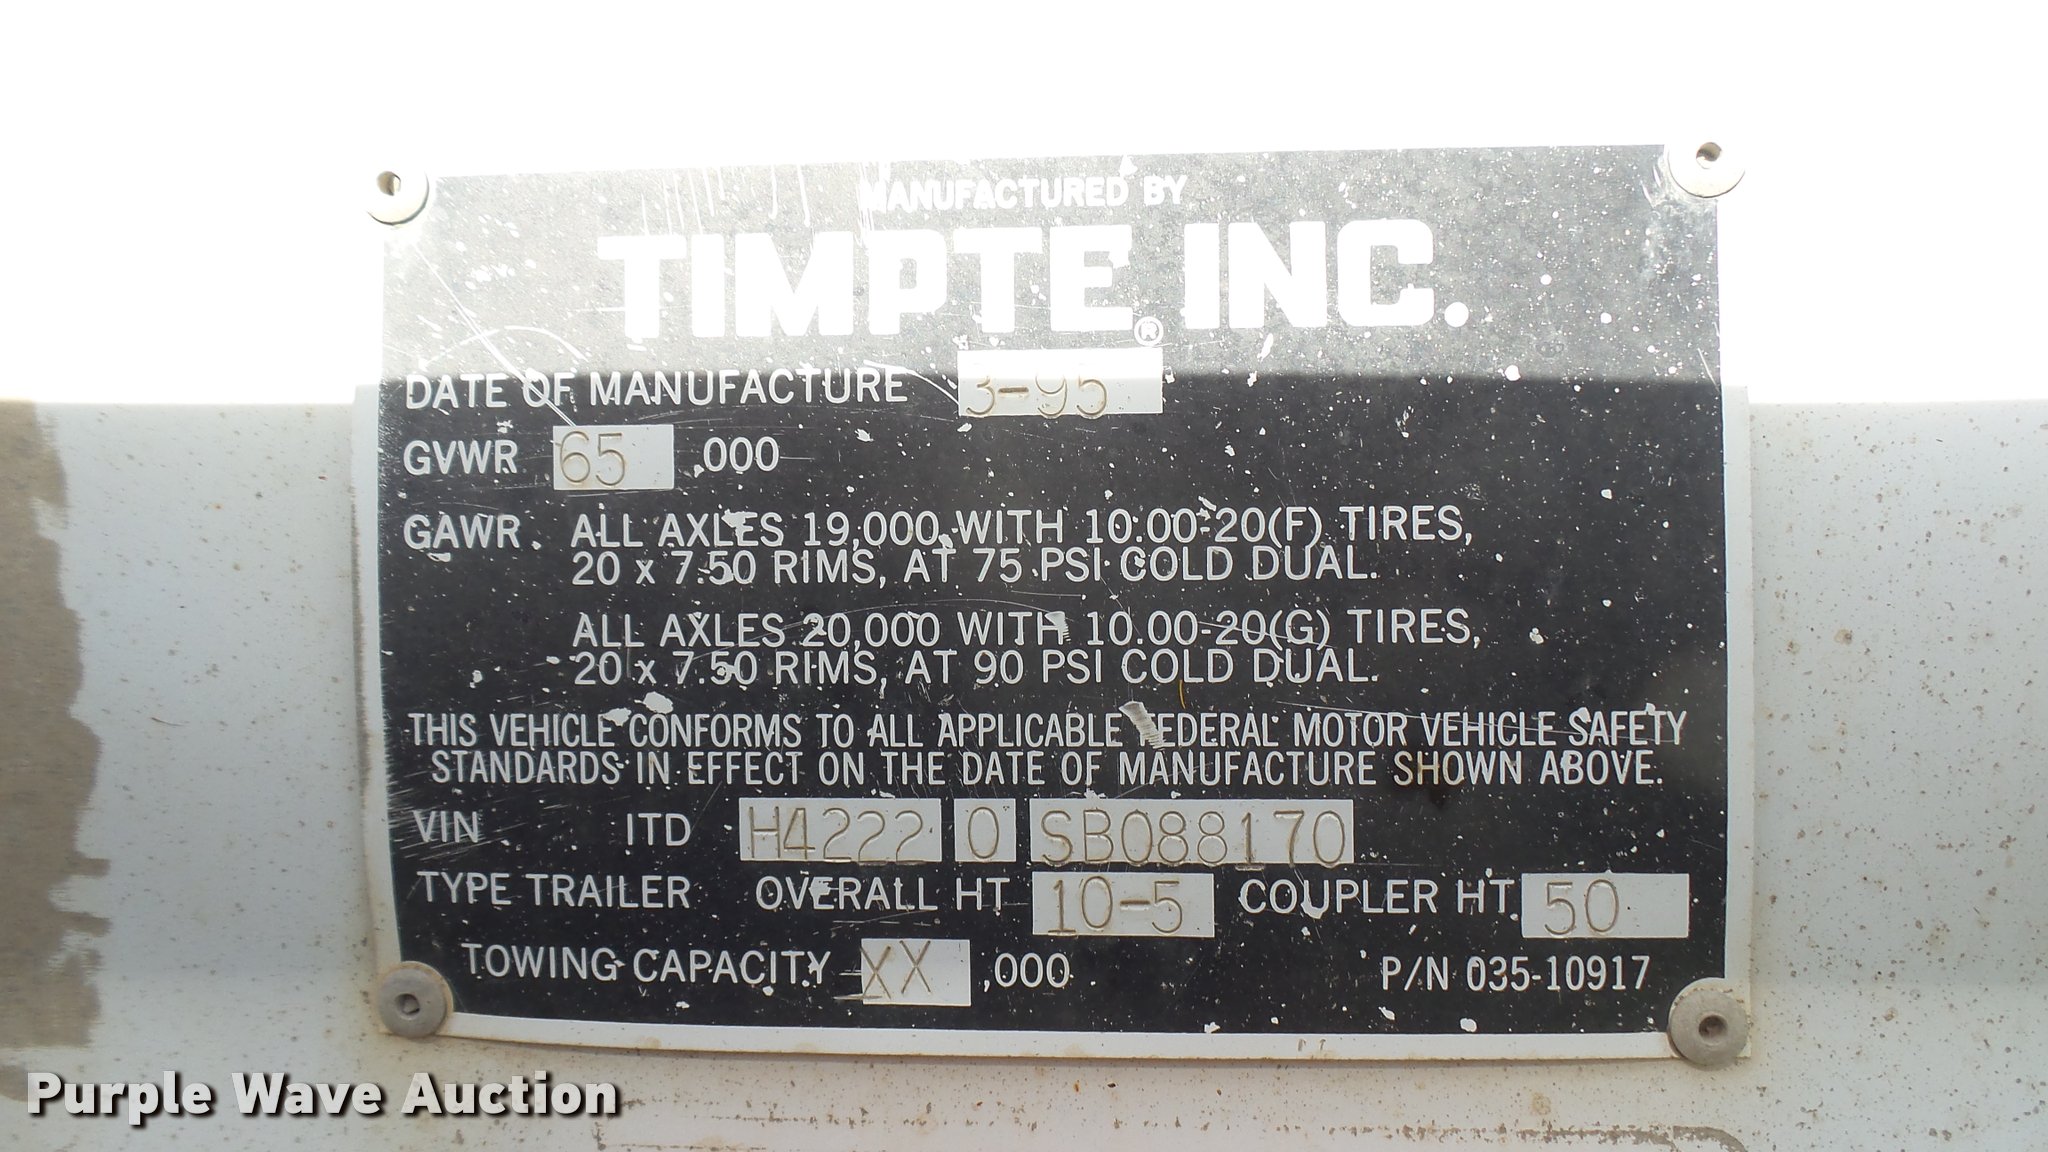 MANUFACTURED BY
TIMPTE® INC.
DATE OF MANUFACTURE 3-95
GVWR 65 ,000
GAWR ALL AXLES 19,000 WITH 10.00-20(F) TIRES,
20 x 7.50 RIMS, AT 75 PSI COLD DUAL.
ALL AXLES 20,000 WITH 10.00-20(G) TIRES,
20 x 7.50 RIMS, AT 90 PSI COLD DUAL.
THIS VEHICLE CONFORMS TO ALL APPLICABLE FEDERAL MOTOR VEHICLE SAFETY
STANDARDS IN EFFECT ON THE DATE OF MANUFACTURE SHOWN ABOVE.
VIN ITD H4222 0 SB088170
TYPE TRAILER OVERALL HT 10-5 COUPLER HT 50
TOWING CAPACITY XX ,000 P/N 035-10917
Purple Wave Auction